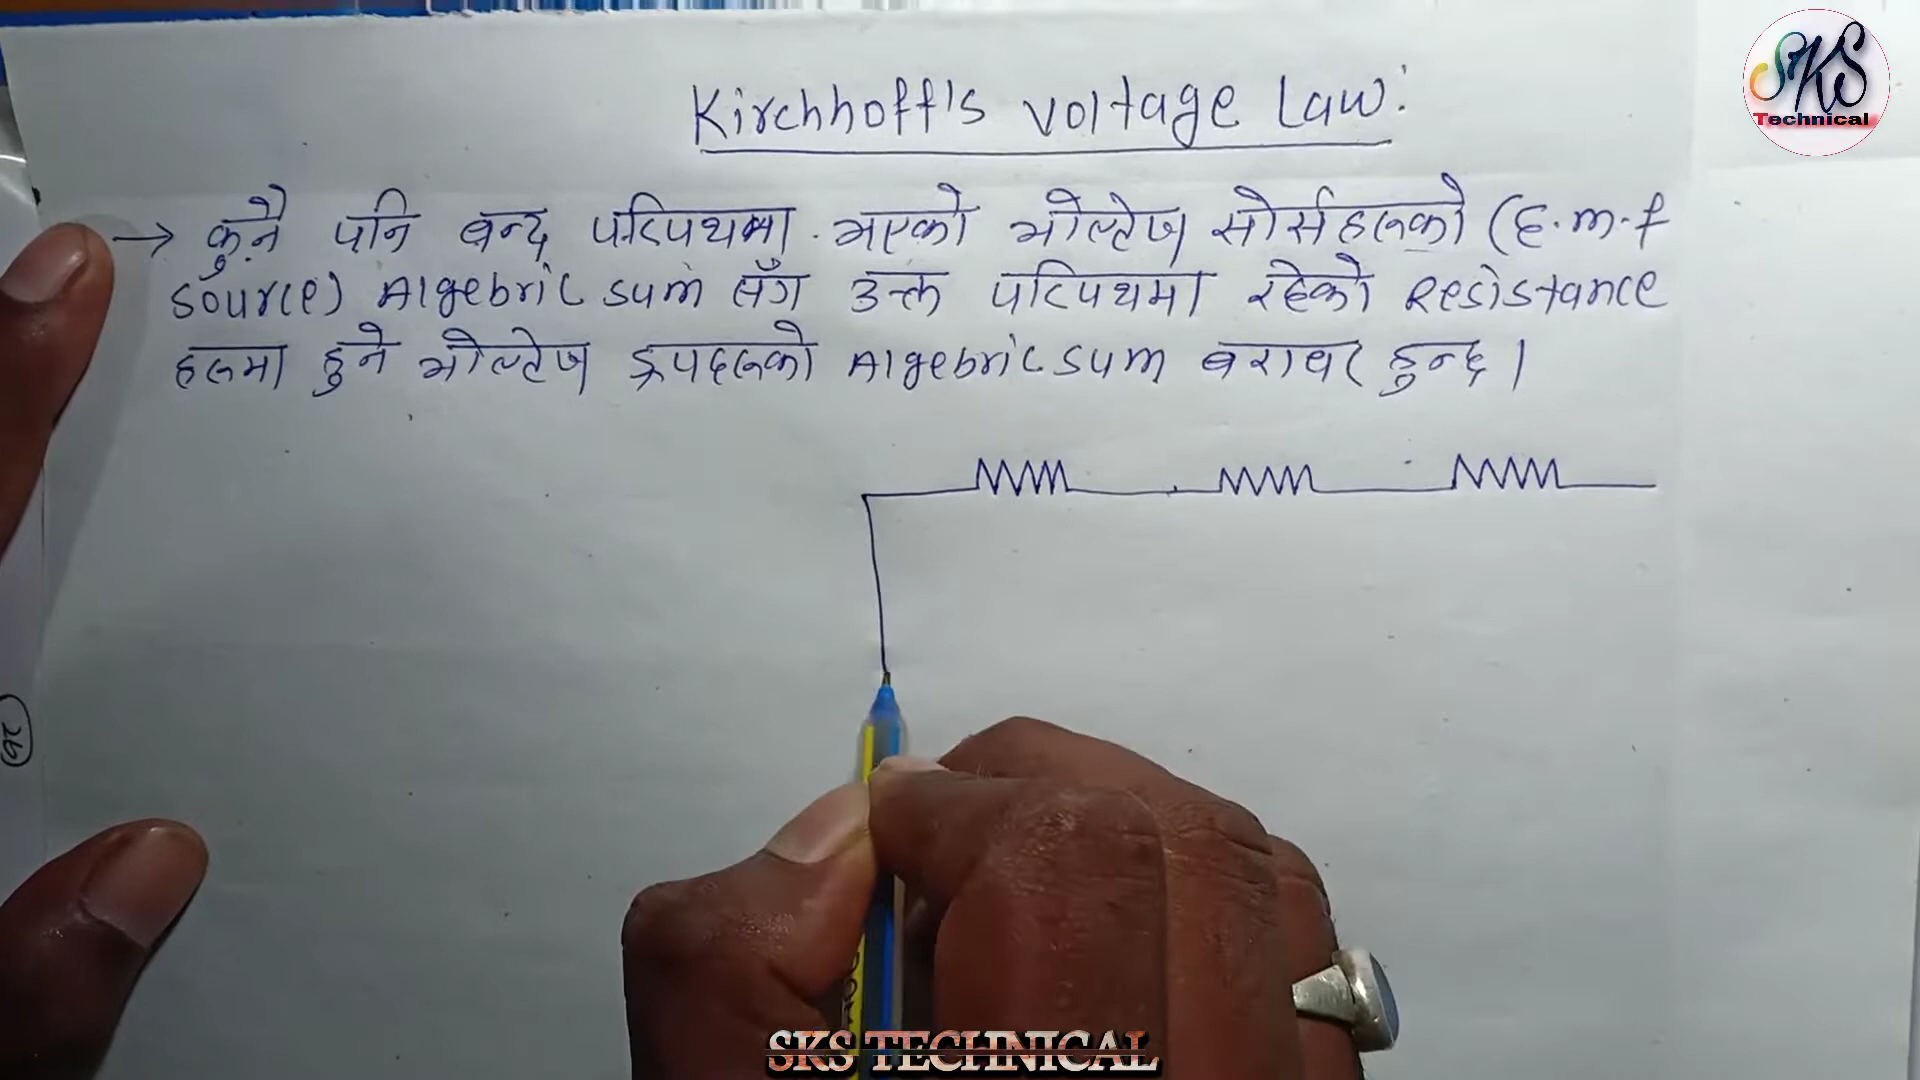 SKS
Technical
Kirchhoff's voltage Law:
→ कुनै पनि बन्द परिपथमा भएको भोल्टेज सोर्सहरुको (E.m.f
source) Algebric sum सँग उक्त परिपथमा रहेको Resistance
हरुमा हुने भोल्टेज ड्रपहरुको Algebric sum बराबर हुन्छ।
SKS TECHNICAL